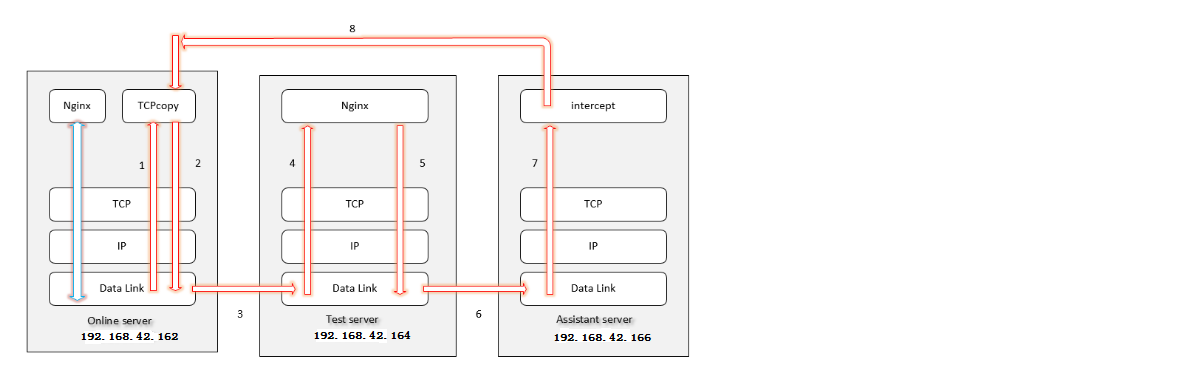 8
Nginx
TCPcopy
Nginx
intercept
1
2
4
5
7
TCP
TCP
TCP
IP
IP
IP
Data Link
Data Link
Data Link
3
6
Online server
192. 168. 42. 162
Test server
192. 168. 42. 164
Assistant server
192. 168. 42. 166